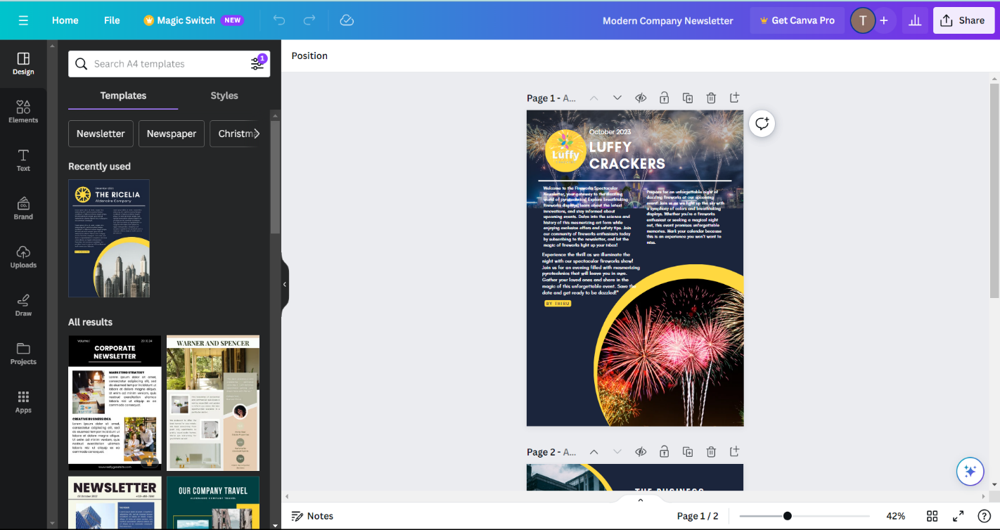 Home
File
Magic Switch
NEW
Modern Company Newsletter
Get Canva Pro
T
Share
Design
Elements
Text
Brand
Uploads
Draw
Projects
Apps
Search A4 templates
1
Templates
Styles
Newsletter
Newspaper
Christm
Recently used
THE RICELIA
Aldenaire Company
All results
CORPORATE
NEWSLETTER
MARKETING STRATEGY
CREATIVE BUSINESS IDEA
WARNER AND SPENCER
NEWSLETTER
OUR COMPANY TRAVEL
Position
Page 1 - A...
October 2023
Luffy
LUFFY
CRACKERS
Welcome to the Fireworks Spectacular
Newsletter, your gateway to the dazzling
world of pyrotechnics! Explore breathtaking
fireworks displays, learn about the latest
innovations, and stay informed about
upcoming events. Delve into the science and
history of this mesmerizing art form while
enjoying exclusive offers and safety tips. Join
our community of fireworks enthusiasts today
by subscribing to the newsletter, and let the
magic of fireworks light up your inbox!
Experience the thrill as we illuminate the
night with our spectacular fireworks show!
Join us for an evening filled with mesmerizing
pyrotechnics that will leave you in awe.
Gather your loved ones and share in the
magic of this unforgettable event. Save the
date and get ready to be dazzled!"
BY THIRU
Prepare for an unforgettable night of
dazzling fireworks at our upcoming
event! Join us as we light up the sky with
a symphony of colors and breathtaking
displays. Whether you're a fireworks
enthusiast or seeking a magical night
out, this event promises unforgettable
memories. Mark your calendar because
this is an experience you won't want to
miss.
Page 2 - A...
THE BUSINESS
Notes
Page 1 / 2
42%